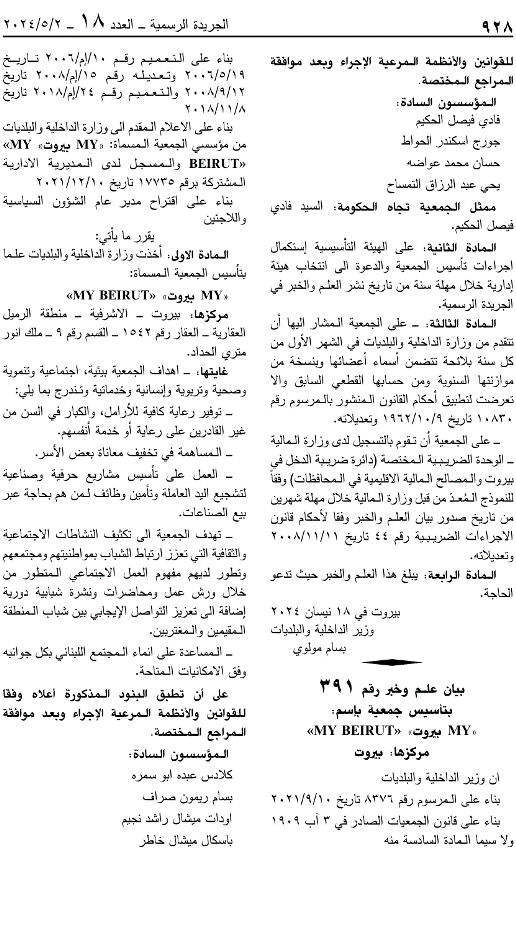 ٩٢٨
الجريدة الرسمية ــ العدد ١٨ ــ ٢٠٢٤/٥/٢
للقوانين والأنظمة المرعية الإجراء وبعد موافقة
المراجع المختصة.
المؤسسون السادة:
فادي فيصل الحكيم
جورج اسكندر الحواط
حسان محمد عواضه
يحي عبد الرزاق التمساح
ممثل الجمعية تجاه الحكومة: السيد فادي
فيصل الحكيم.
المادة الثانية: على الهيئة التأسيسية إستكمال
اجراءات تأسيس الجمعية والدعوة الى انتخاب هيئة
إدارية خلال مهلة سنة من تاريخ نشر العلم والخبر في
الجريدة الرسمية.
المادة الثالثة: ــ على الجمعية المشار اليها أن
تتقدم من وزارة الداخلية والبلديات في الشهر الأول من
كل سنة بلائحة تتضمن أسماء أعضائها وبنسخة من
موازنتها السنوية ومن حسابها القطعي السابق والا
تعرضت لتطبيق أحكام القانون المنشور بالمرسوم رقم
١٠٨٣٠ تاريخ ١٩٦٢/١٠/٩ وتعديلاته.
ــ على الجمعية أن تقوم بالتسجيل لدى وزارة المالية
ــ الوحدة الضريبية المختصة (دائرة ضريبة الدخل في
بيروت والمصالح المالية الاقليمية في المحافظات) وفقاً
للنموذج المُعَدّ من قبل وزارة المالية خلال مهلة شهرين
من تاريخ صدور بيان العلم والخبر وفقا لأحكام قانون
الاجراءات الضريبية رقم ٤٤ تاريخ ٢٠٠٨/١١/١١
وتعديلاته.
المادة الرابعة: يبلغ هذا العلم والخبر حيث تدعو
الحاجة.
بيروت في ١٨ نيسان ٢٠٢٤
وزير الداخلية والبلديات
بسام مولوي
بيان علم وخبر رقم ٣٩١
بتأسيس جمعية بإسم:
«MY بيروت» «MY BEIRUT»
مركزها: بيروت
ان وزير الداخلية والبلديات
بناء على المرسوم رقم ٨٣٧٦ تاريخ ٢٠٢١/٩/١٠
بناء على قانون الجمعيات الصادر في ٣ آب ١٩٠٩
ولا سيما المادة السادسة منه
بناء على التعميم رقم ١٠/إم/٢٠٠٦ تاريخ
٢٠٠٦/٥/١٩ وتعديله رقم ١٥/إم/٢٠٠٨ تاريخ
٢٠٠٨/٩/١٢ والتعميم رقم ٢٤/إم/٢٠١٨ تاريخ
٢٠١٨/١١/٨
بناء على الاعلام المقدم الى وزارة الداخلية والبلديات
من مؤسسي الجمعية المسماة: «MY بيروت» «MY
BEIRUT» والمسجل لدى المديرية الادارية
المشتركة برقم ١٧٧٣٥ تاريخ ٢٠٢١/١٢/١٠
بناء على اقتراح مدير عام الشؤون السياسية
واللاجئين
يقرر ما يأتي:
المادة الاولى: أخذت وزارة الداخلية والبلديات علما
بتأسيس الجمعية المسماة:
«MY بيروت» «MY BEIRUT»
مركزها: بيروت ــ الاشرفية ــ منطقة الرميل
العقارية ــ العقار رقم ١٥٤٢ ــ القسم رقم ٩ ــ ملك انور
متري الحداد.
غايتها: ــ اهداف الجمعية بيئية، اجتماعية وتنموية
وصحية وتربوية وإنسانية وخدماتية وتندرج بما يلي:
ــ توفير رعاية كافية للأرامل، والكبار في السن من
غير القادرين على رعاية أو خدمة أنفسهم.
ــ المساهمة في تخفيف معاناة بعض الأسر.
ــ العمل على تأسيس مشاريع حرفية وصناعية
لتشجيع اليد العاملة وتأمين وظائف لمن هم بحاجة عبر
بيع الصناعات.
ــ تهدف الجمعية الى تكثيف النشاطات الاجتماعية
والثقافية التي تعزز ارتباط الشباب بمواطنيتهم ومجتمعهم
وتطور لديهم مفهوم العمل الاجتماعي المتطور من
خلال ورش عمل ومحاضرات ونشرة شبابية دورية
إضافة الى تعزيز التواصل الإيجابي بين شباب المنطقة
المقيمين والمغتربين.
ــ المساعدة على انماء المجتمع اللبناني بكل جوانبه
وفق الامكانيات المتاحة.
على أن تطبق البنود المذكورة أعلاه وفقا
للقوانين والأنظمة المرعية الإجراء وبعد موافقة
المراجع المختصة.
المؤسسون السادة:
كلادس عبده ابو سمره
بسام ريمون صراف
اودات ميشال راشد نجيم
باسكال ميشال خاطر